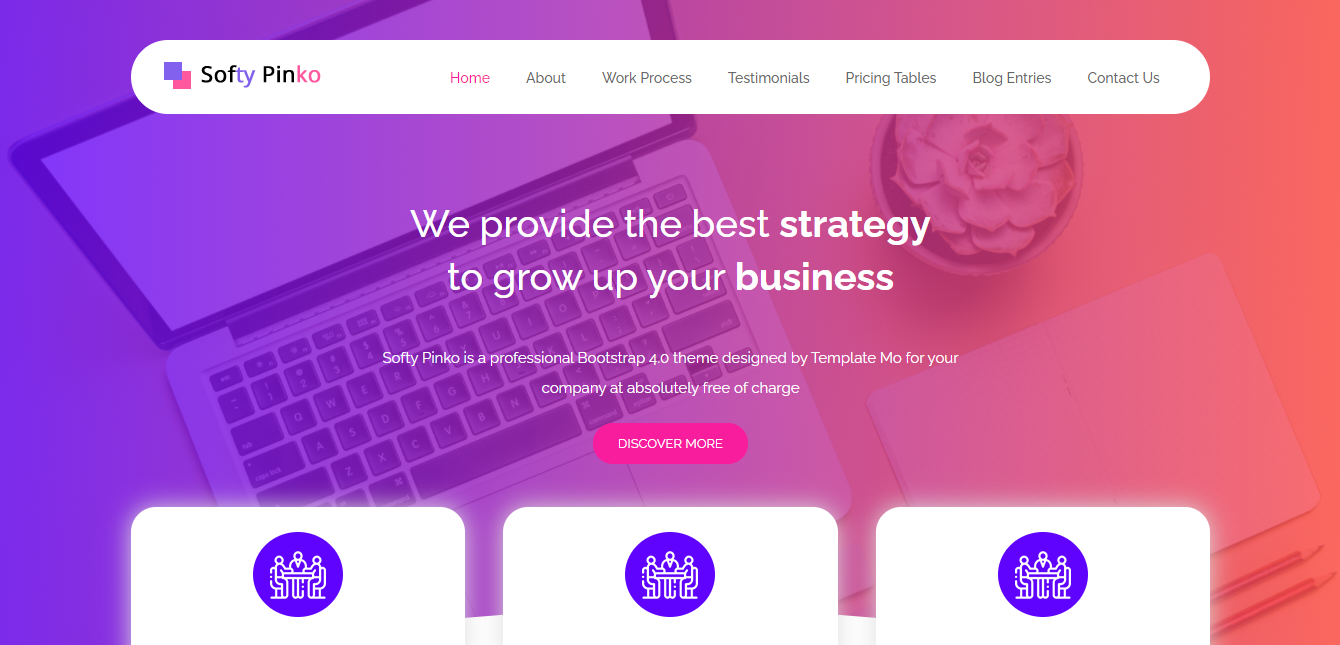 Softy Pinko
Home About Work Process Testimonials Pricing Tables Blog Entries Contact Us
We provide the best strategy
to grow up your business
Softy Pinko is a professional Bootstrap 4.0 theme designed by Template Mo for your
company at absolutely free of charge
DISCOVER MORE